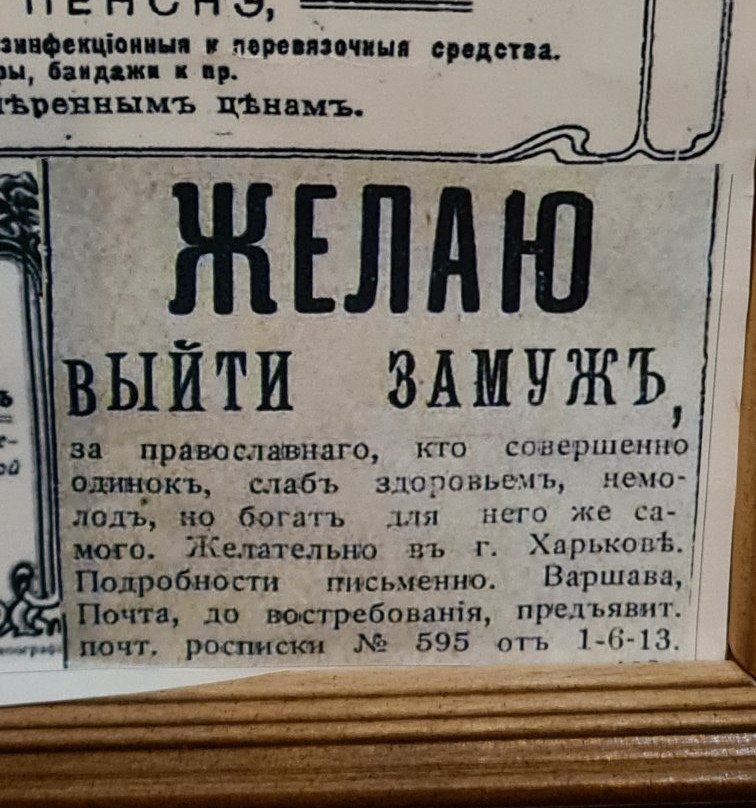 ПЕНСНЭ,
зинфекціонныя и перевязочныя средства.
ры, бандажи и пр.
мѣреннымъ цѣнамъ.
ЖЕЛАЮ
ВЫЙТИ ЗАМУЖЪ,
за православнаго, кто совершенно
одинокъ, слабъ здоровьемъ, немо-
лодъ, но богатъ для него же са-
мого. Желательно въ г. Харьковѣ.
Подробности письменно. Варшава,
Почта, до востребованія, предъявит.
почт. росписки № 595 отъ 1-6-13.